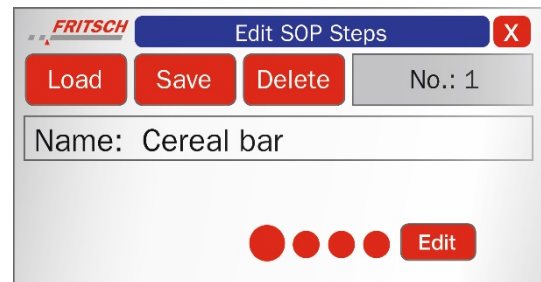 FRITSCH Edit SOP Steps X
Load Save Delete No.: 1
Name: Cereal bar
Edit